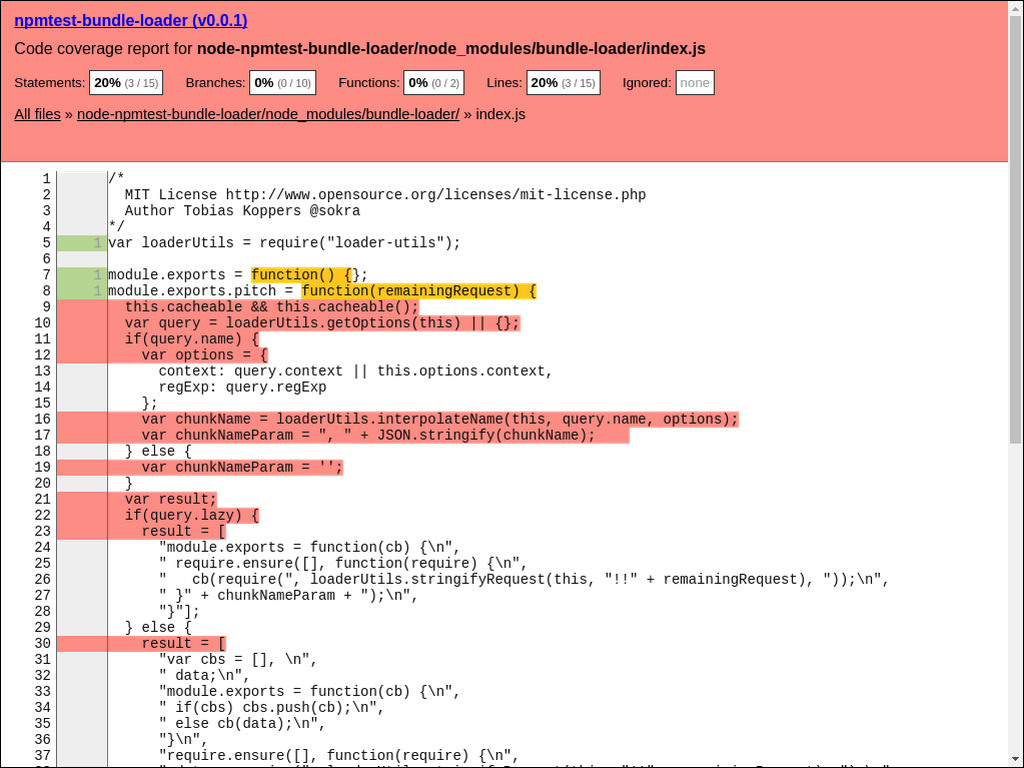 npmtest-bundle-loader (v0.0.1)
Code coverage report for node-npmtest-bundle-loader/node_modules/bundle-loader/index.js
Statements: 20% (3 / 15) Branches: 0% (0 / 10) Functions: 0% (0 / 2) Lines: 20% (3 / 15) Ignored: none
All files » node-npmtest-bundle-loader/node_modules/bundle-loader/ » index.js
1 /*
2   MIT License http://www.opensource.org/licenses/mit-license.php
3   Author Tobias Koppers @sokra
4 */
5 1 var loaderUtils = require("loader-utils");
6
7 1 module.exports = function() {};
8 1 module.exports.pitch = function(remainingRequest) {
9   this.cacheable && this.cacheable();
10   var query = loaderUtils.getOptions(this) || {};
11   if(query.name) {
12     var options = {
13       context: query.context || this.options.context,
14       regExp: query.regExp
15     };
16     var chunkName = loaderUtils.interpolateName(this, query.name, options);
17     var chunkNameParam = ", " + JSON.stringify(chunkName);
18   } else {
19     var chunkNameParam = '';
20   }
21   var result;
22   if(query.lazy) {
23     result = [
24       "module.exports = function(cb) {\n",
25       " require.ensure([], function(require) {\n",
26       "   cb(require(", loaderUtils.stringifyRequest(this, "!!" + remainingRequest), "));\n",
27       " }" + chunkNameParam + ");\n",
28       "}"];
29   } else {
30     result = [
31       "var cbs = [], \n",
32       " data;\n",
33       "module.exports = function(cb) {\n",
34       " if(cbs) cbs.push(cb);\n",
35       " else cb(data);\n",
36       "}\n",
37       "require.ensure([], function(require) {\n",